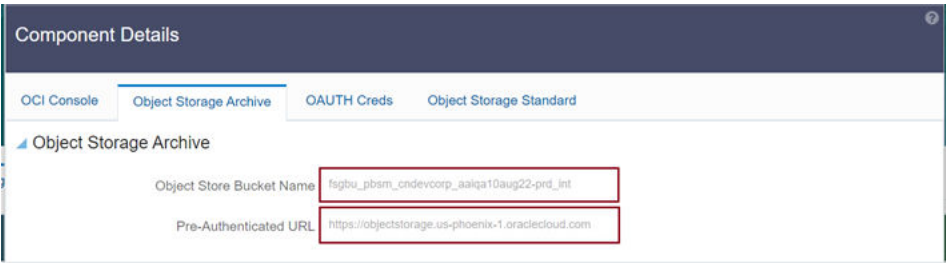 Component Details
OCI Console Object Storage Archive OAUTH Creds Object Storage Standard
Object Storage Archive
Object Store Bucket Name fsgbu_pbsm_cndevcorp_aaiqa10aug22-prd_int
Pre-Authenticated URL https://objectstorage.us-phoenix-1.oraclecloud.com